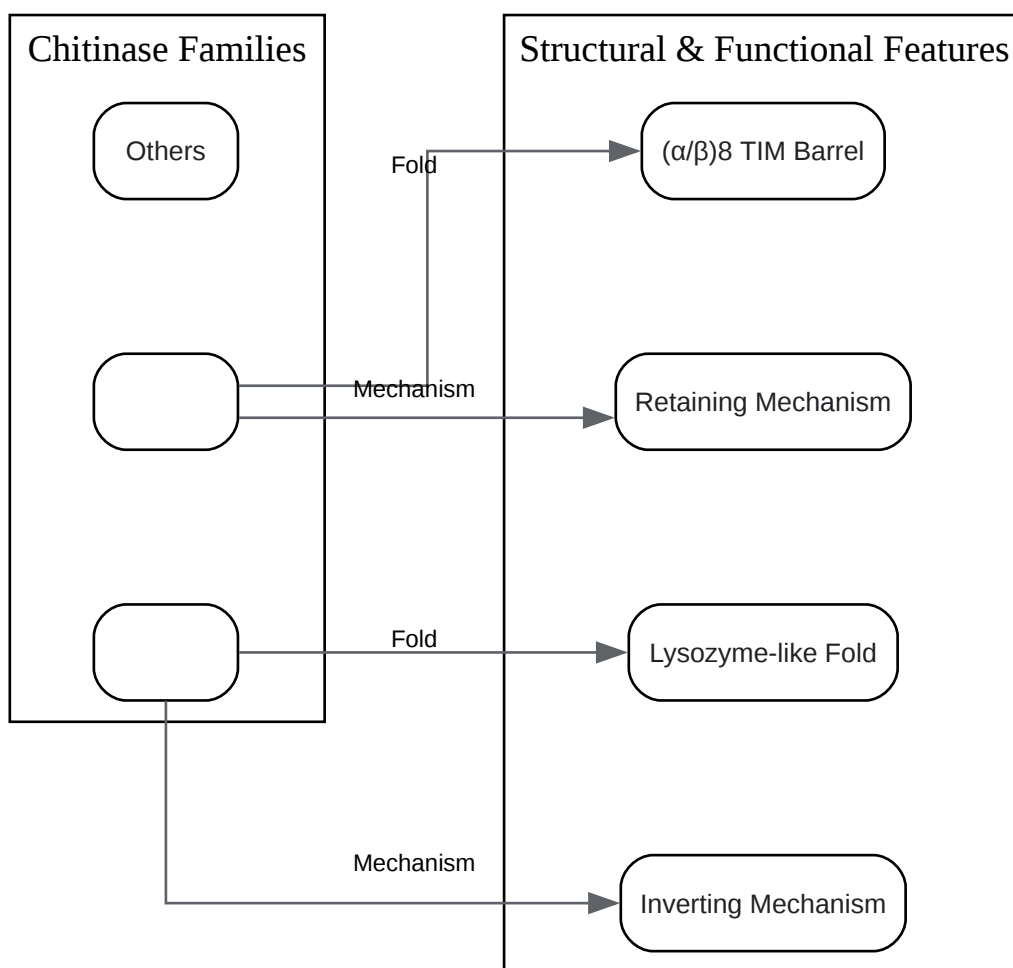 Chitinase Families
Structural & Functional Features
Others
Fold
(α/β)8 TIM Barrel
Mechanism
Retaining Mechanism
Fold
Lysozyme-like Fold
Mechanism
Inverting Mechanism